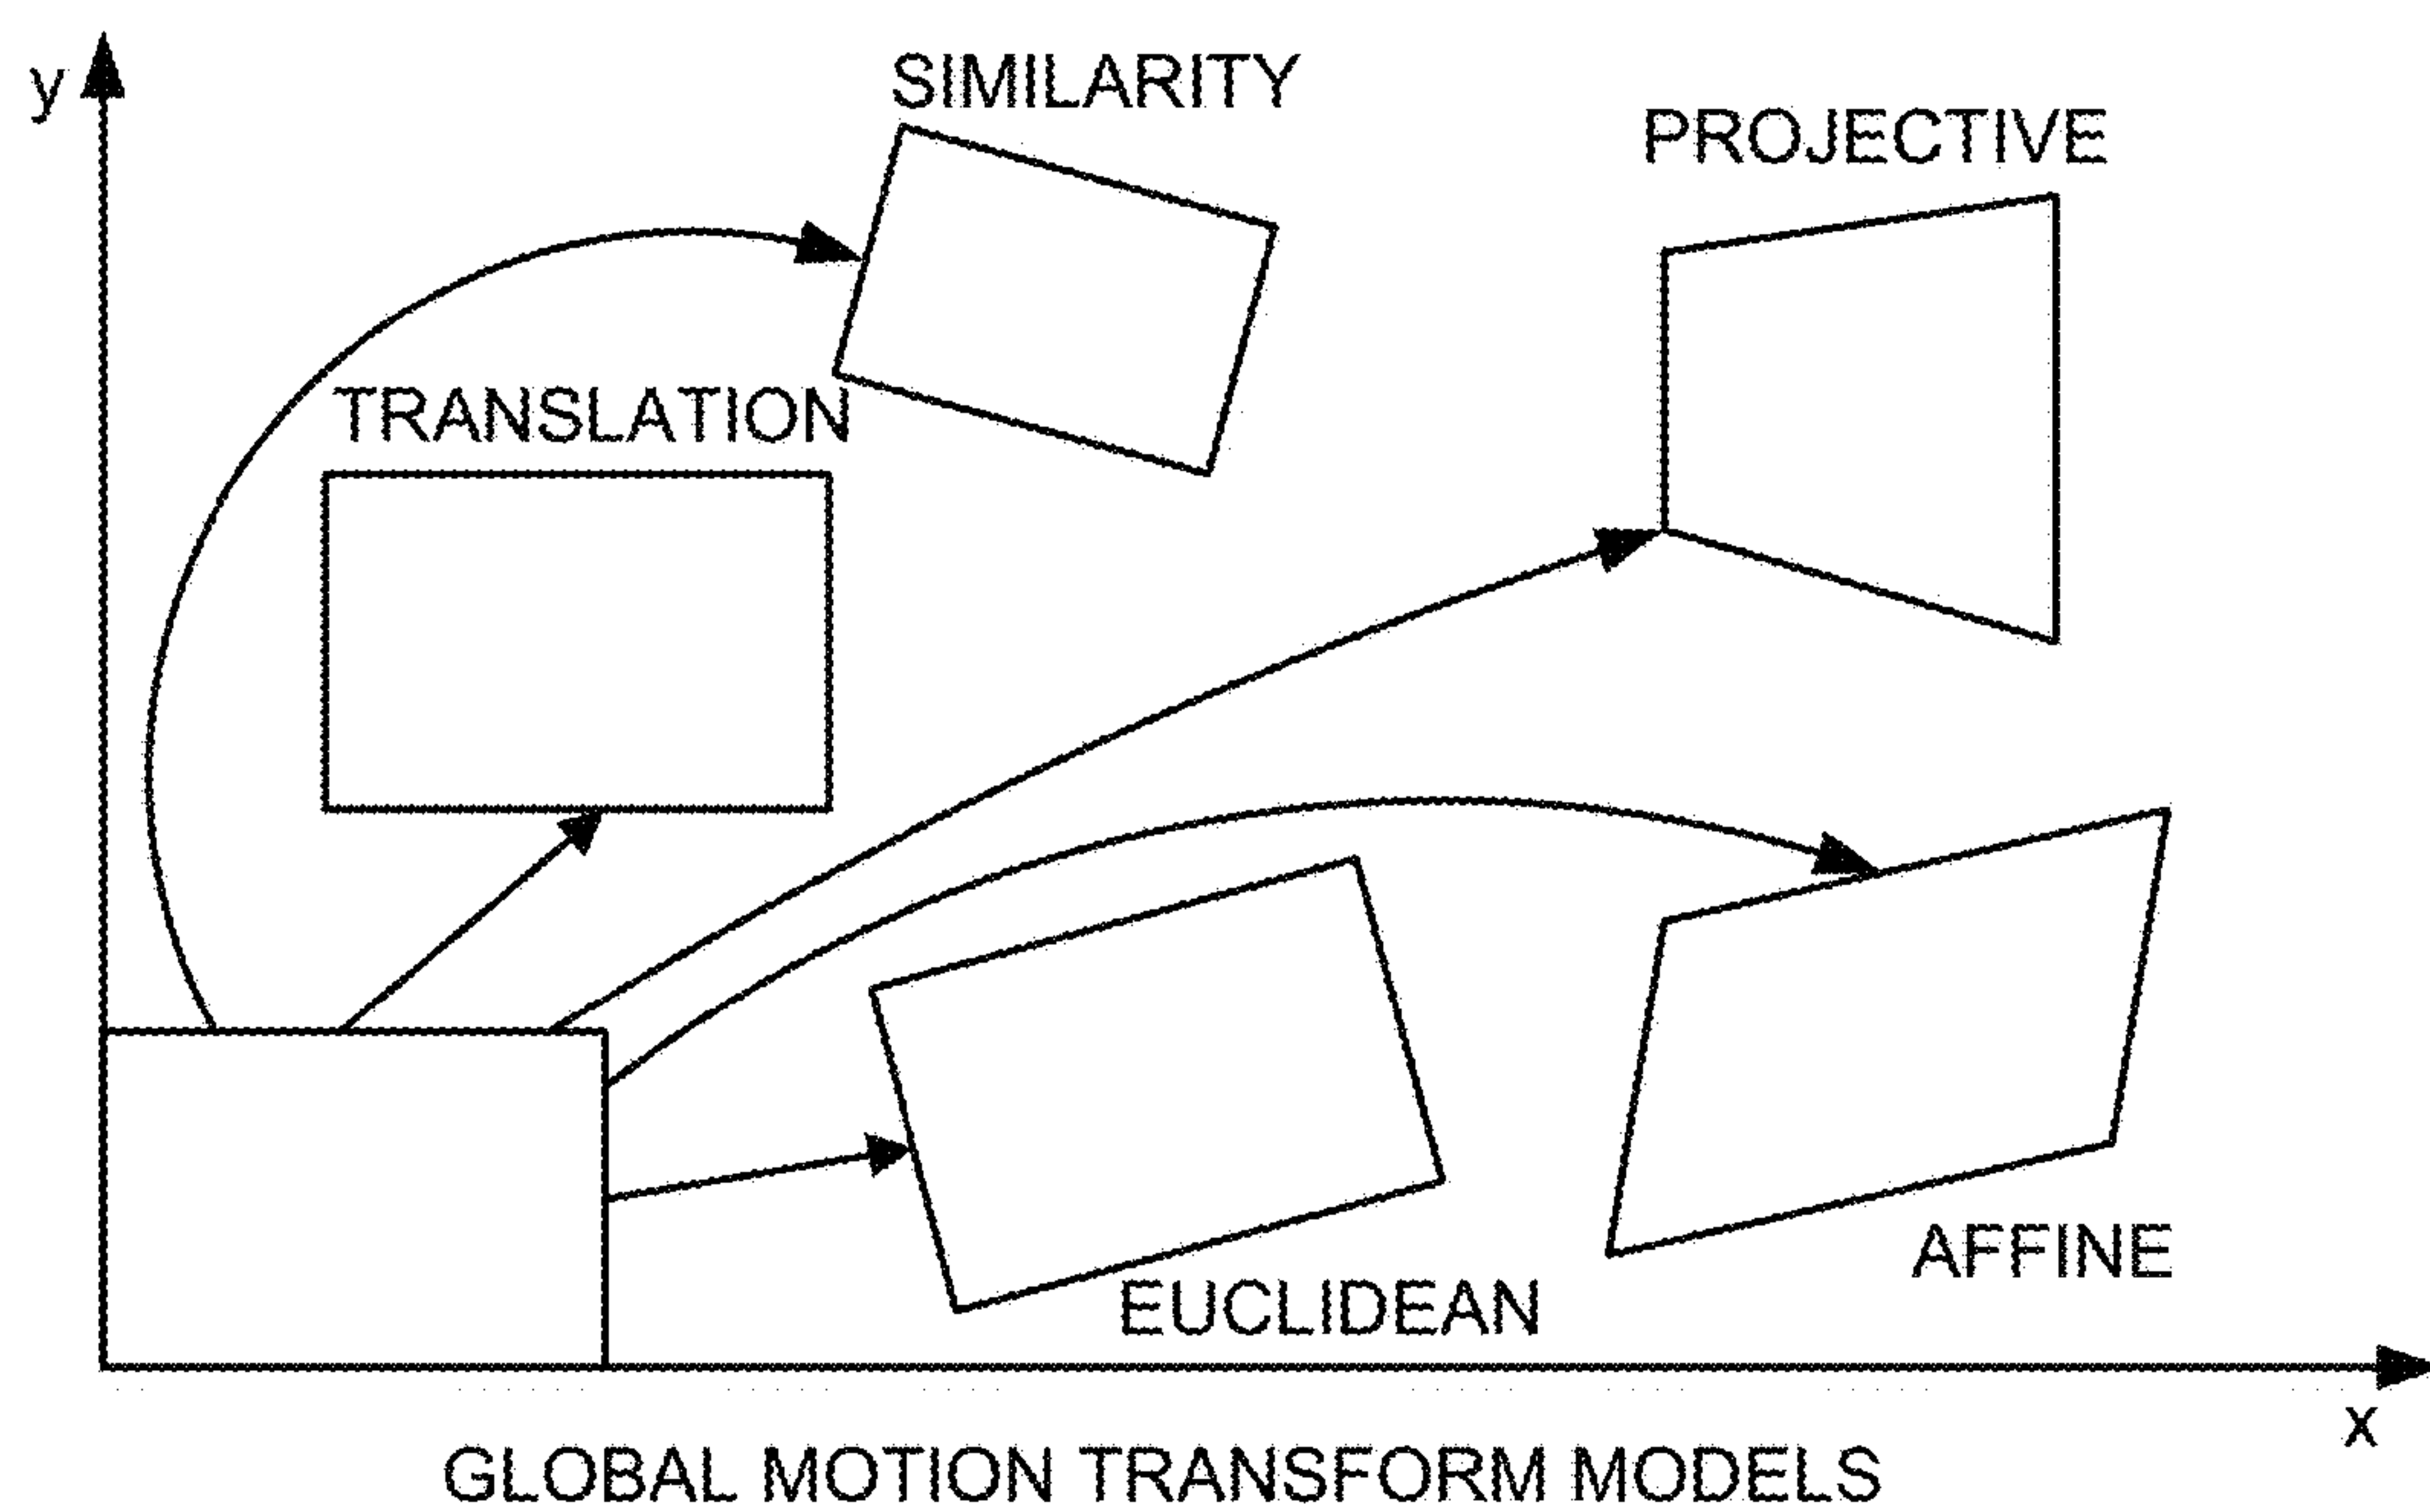 y
SIMILARITY
PROJECTIVE
TRANSLATION
AFFINE
EUCLIDEAN
x
GLOBAL MOTION TRANSFORM MODELS